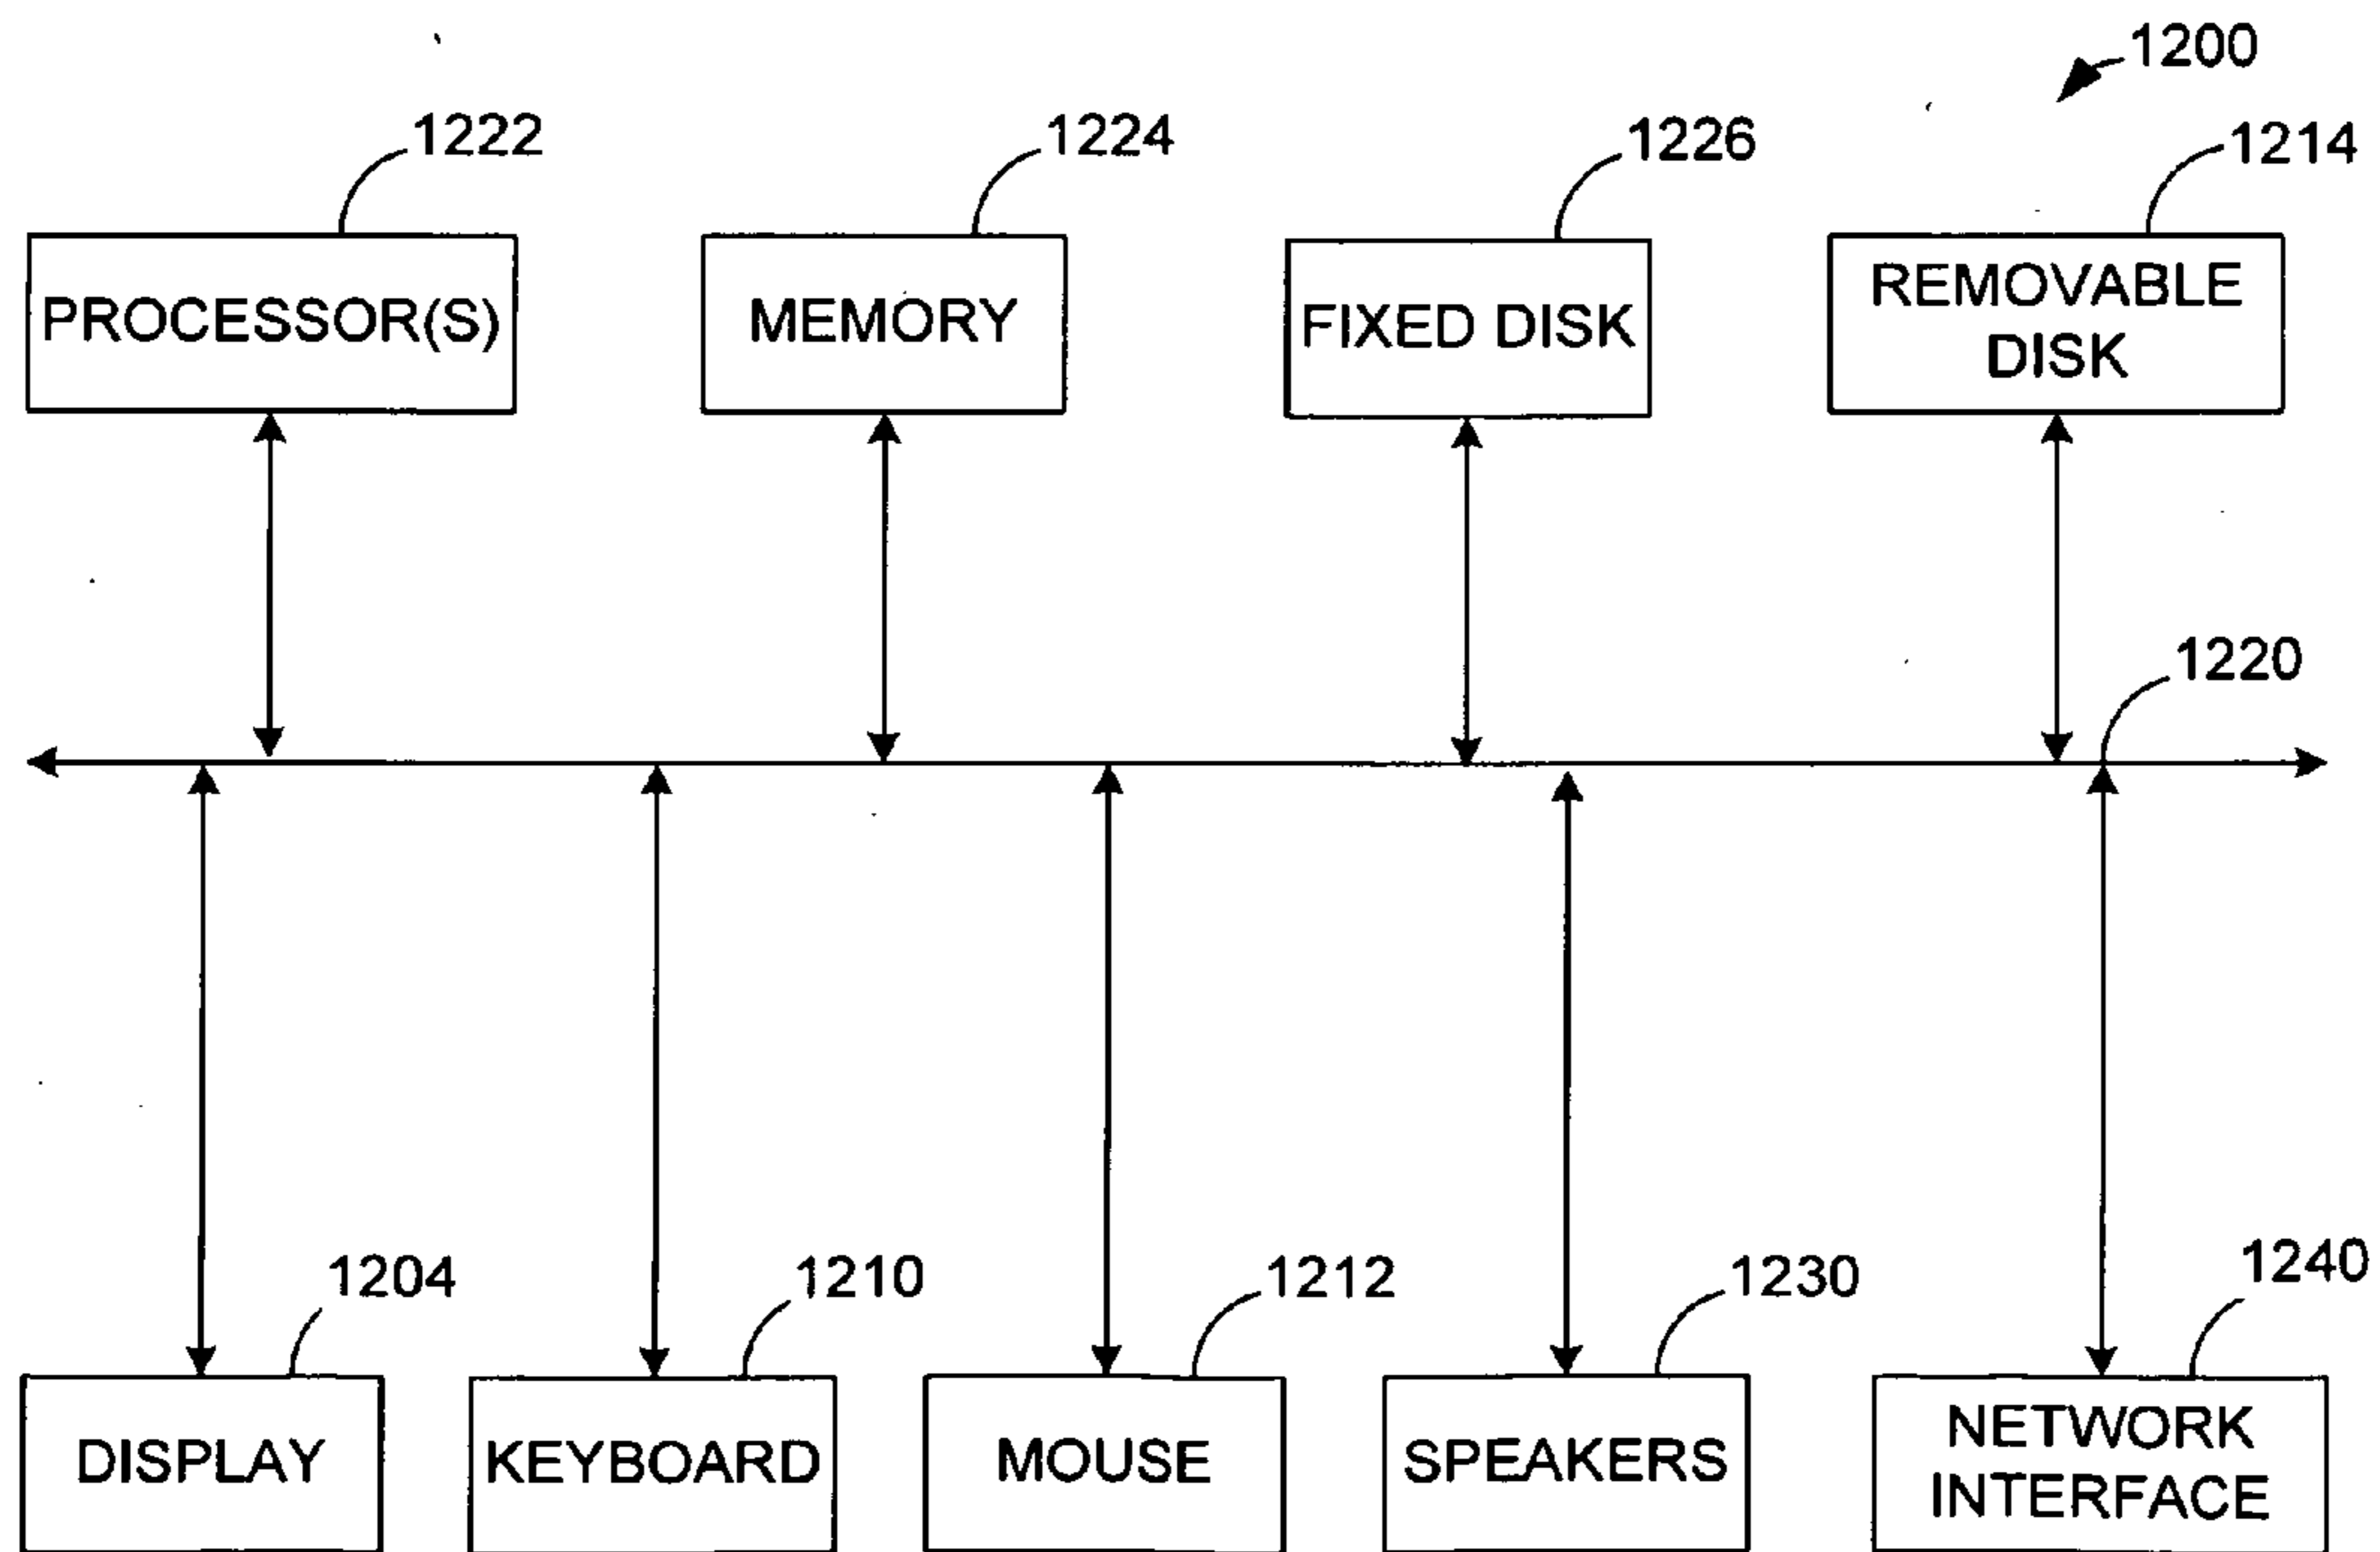 1200
1222
1224
1226
1214
PROCESSOR(S)
MEMORY
FIXED DISK
REMOVABLE
DISK
1220
1204
1210
1212
1230
1240
DISPLAY
KEYBOARD
MOUSE
SPEAKERS
NETWORK
INTERFACE